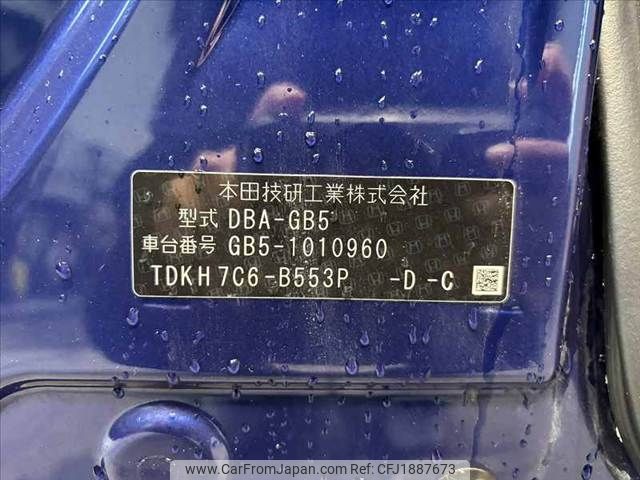 本田技研工業株式会社
型式 DBA-GB5
車台番号 GB5-1010960
TDKH 7C6-B553P -D -C
www.CarFromJapan.com Ref No: CFJ1887673